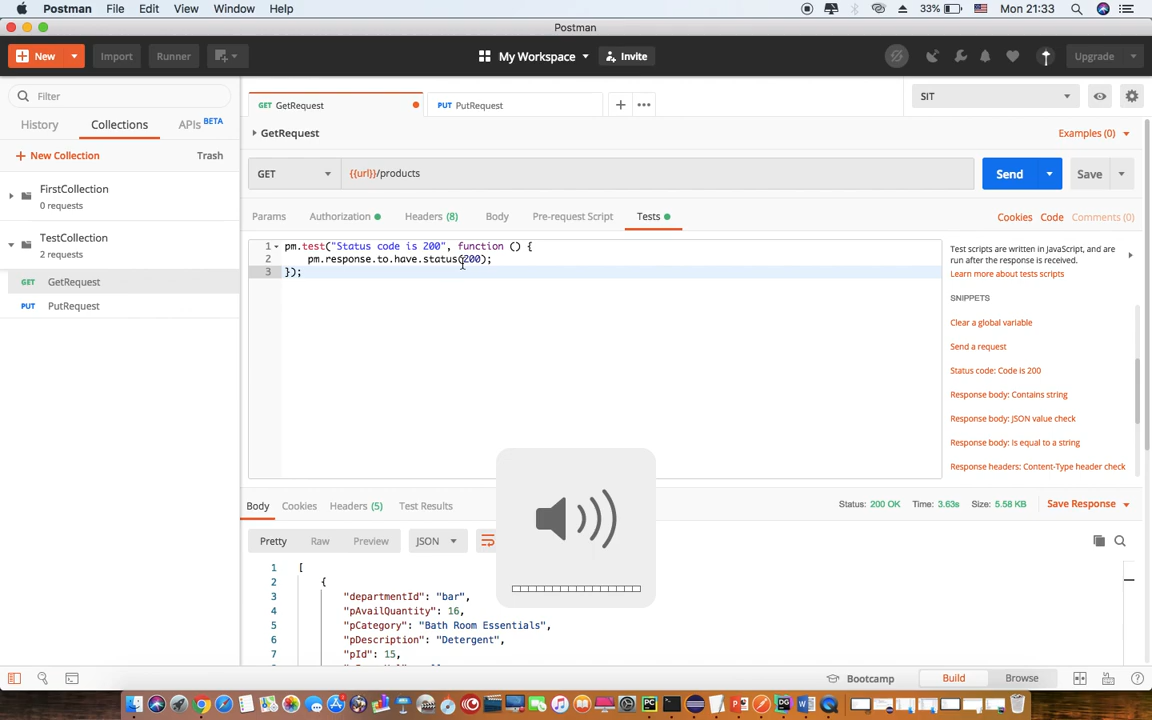 Postman File Edit View Window Help 33% Mon 21:33
Postman
New Import Runner My Workspace Invite Upgrade
Filter
History Collections APIs BETA
New Collection Trash
FirstCollection
0 requests
TestCollection
2 requests
GET GetRequest
PUT PutRequest
GET GetRequest PUT PutRequest SIT
GetRequest Examples (0)
GET {{url}}/products Send Save
Params Authorization Headers (8) Body Pre-request Script Tests Cookies Code Comments (0)
1 pm.test("Status code is 200", function () {
2 pm.response.to.have.status(200);
3 });
Test scripts are written in JavaScript, and are
run after the response is received.
Learn more about tests scripts
SNIPPETS
Clear a global variable
Send a request
Status code: Code is 200
Response body: Contains string
Response body: JSON value check
Response body: Is equal to a string
Response headers: Content-Type header check
Body Cookies Headers (5) Test Results Status: 200 OK Time: 3.63s Size: 5.58 KB Save Response
Pretty Raw Preview JSON
1 [
2 {
3 "departmentId": "bar",
4 "pAvailQuantity": 16,
5 "pCategory": "Bath Room Essentials",
6 "pDescription": "Detergent",
7 "pId": 15,
Bootcamp Build Browse